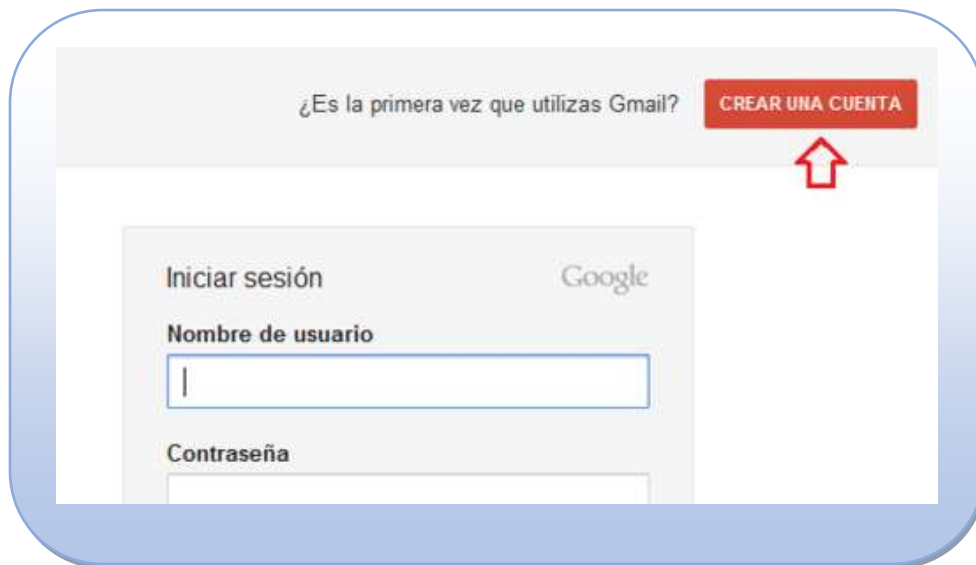 ¿Es la primera vez que utilizas Gmail? CREAR UNA CUENTA
Iniciar sesión Google
Nombre de usuario
Contraseña